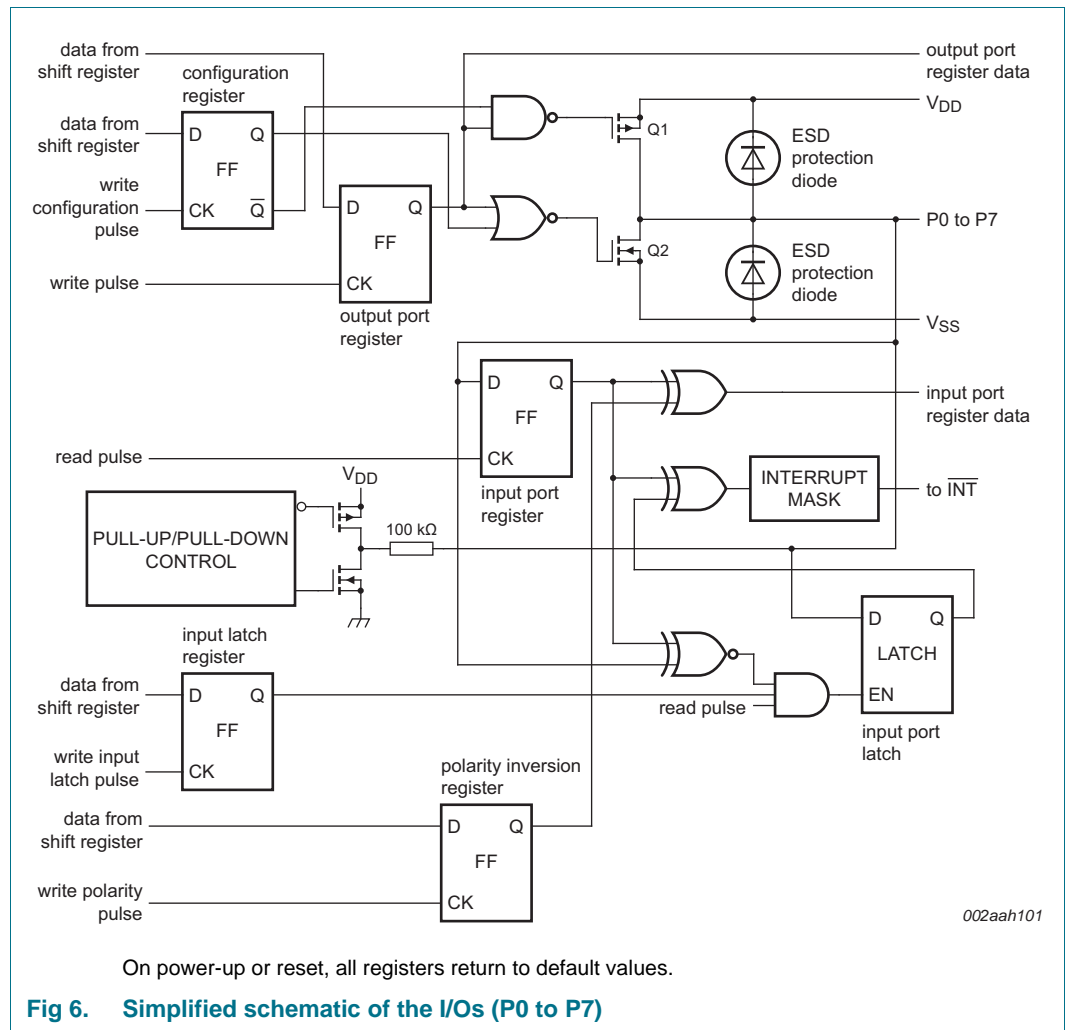 data from
shift register
configuration
register
output port
register data
data from
shift register
D
Q
FF
CK
Q̅
write
configuration
pulse
VDD
Q1
ESD
protection
diode
D
Q
FF
CK
P0 to P7
Q2
ESD
protection
diode
write pulse
output port
register
VSS
D
Q
FF
CK
input port
register data
read pulse
input port
register
INTERRUPT
MASK
to I̅N̅T̅
VDD
100 kΩ
PULL-UP/PULL-DOWN
CONTROL
input latch
register
D
Q
LATCH
EN
data from
shift register
D
Q
FF
CK
read pulse
input port
latch
write input
latch pulse
polarity inversion
register
data from
shift register
D
Q
FF
CK
write polarity
pulse
002aah101
On power-up or reset, all registers return to default values.
Fig 6. Simplified schematic of the I/Os (P0 to P7)